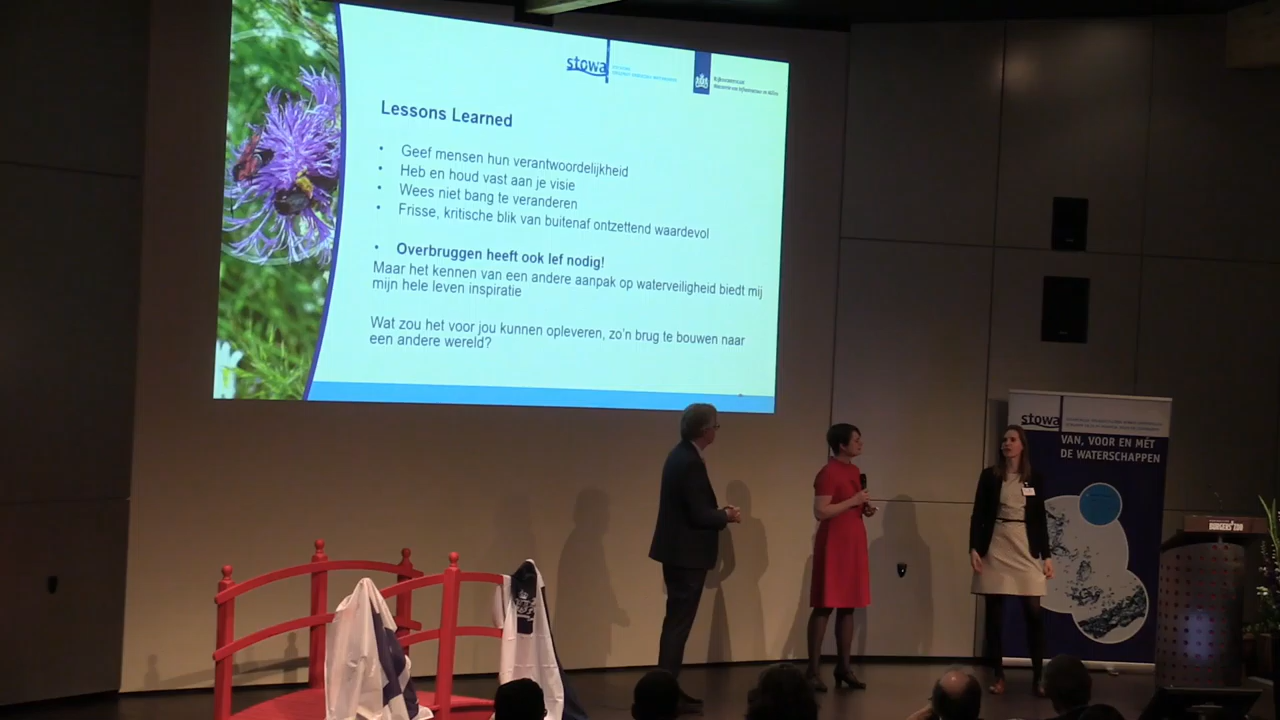 stowa
Lessons Learned
• Geef mensen hun verantwoordelijkheid
• Heb en houd vast aan je visie
• Wees niet bang te veranderen
• Frisse, kritische blik van buitenaf ontzettend waardevol
• Overbruggen heeft ook lef nodig!
Maar het kennen van een andere aanpak op waterveiligheid biedt mij
mijn hele leven inspiratie
Wat zou het voor jou kunnen opleveren, zo'n brug te bouwen naar
een andere wereld?
stowa
VAN, VOOR EN MÉT
DE WATERSCHAPPEN
BURGERS' ZOO